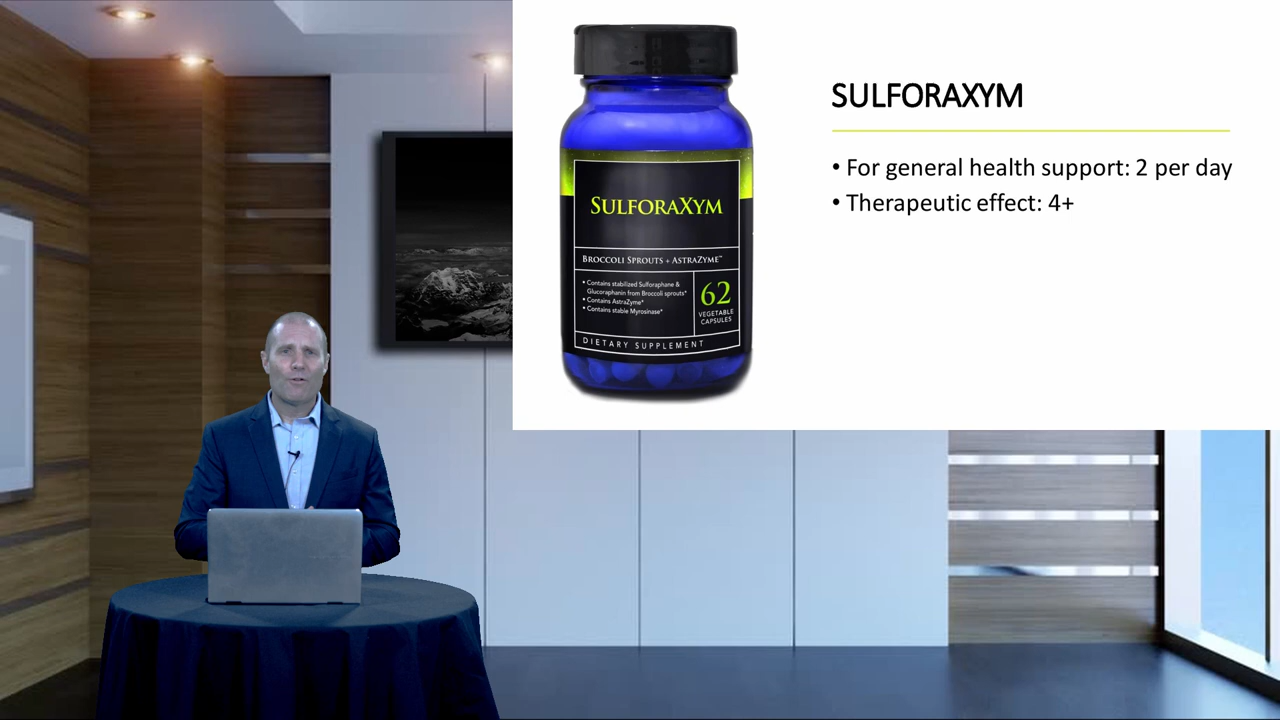 SULFORAXYM
• For general health support: 2 per day
• Therapeutic effect: 4+
SULFORAXYM
BROCCOLI SPROUTS + ASTRAZYME™
• Contains stabilized Sulforaphane &
Glucoraphanin from Broccoli sprouts*
• Contains AstraZyme*
• Contains stable Myrosinase*
62
VEGETABLE
CAPSULES
DIETARY SUPPLEMENT